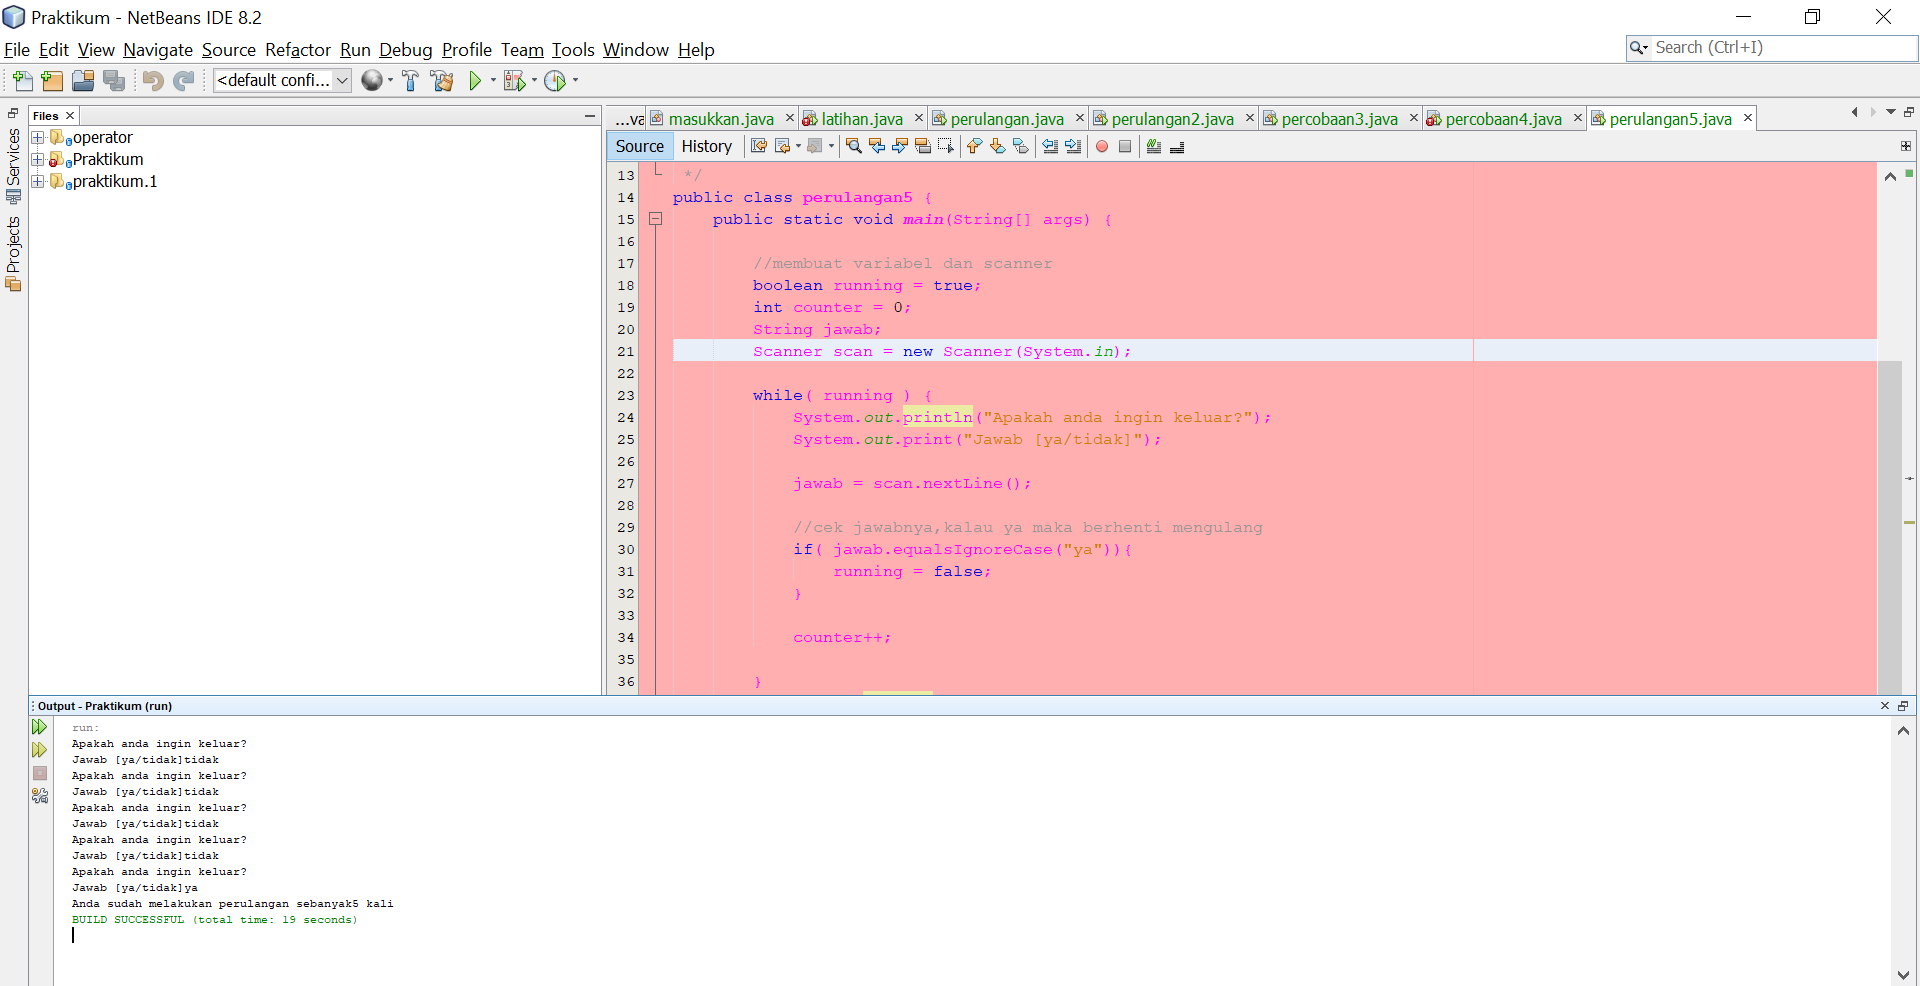 Praktikum - NetBeans IDE 8.2
File Edit View Navigate Source Refactor Run Debug Profile Team Tools Window Help
Search (Ctrl+I)
<default confi...
Services
Projects
Files
operator
Praktikum
praktikum.1
...va masukkan.java latihan.java perulangan.java perulangan2.java percobaan3.java percobaan4.java perulangan5.java
Source History
13 */
14 public class perulangan5 {
15 public static void main(String[] args) {
16
17 //membuat variabel dan scanner
18 boolean running = true;
19 int counter = 0;
20 String jawab;
21 Scanner scan = new Scanner(System.in);
22
23 while( running ) {
24 System.out.println("Apakah anda ingin keluar?");
25 System.out.print("Jawab [ya/tidak]");
26
27 jawab = scan.nextLine();
28
29 //cek jawabnya,kalau ya maka berhenti mengulang
30 if( jawab.equalsIgnoreCase("ya")){
31 running = false;
32 }
33
34 counter++;
35
36 }
Output - Praktikum (run)
run:
Apakah anda ingin keluar?
Jawab [ya/tidak]tidak
Apakah anda ingin keluar?
Jawab [ya/tidak]tidak
Apakah anda ingin keluar?
Jawab [ya/tidak]tidak
Apakah anda ingin keluar?
Jawab [ya/tidak]tidak
Apakah anda ingin keluar?
Jawab [ya/tidak]ya
Anda sudah melakukan perulangan sebanyak5 kali
BUILD SUCCESSFUL (total time: 19 seconds)